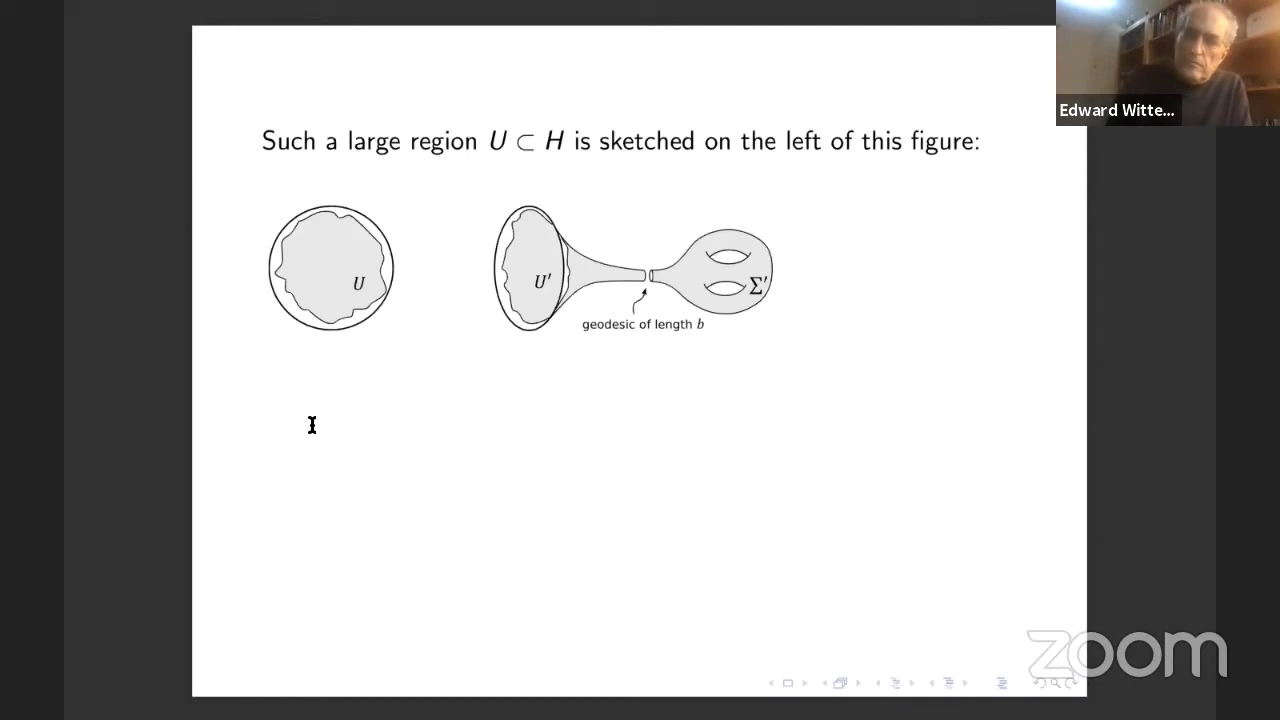 Edward Witte...
Such a large region U ⊂ H is sketched on the left of this figure:
U
U′
Σ′
geodesic of length b
zoom